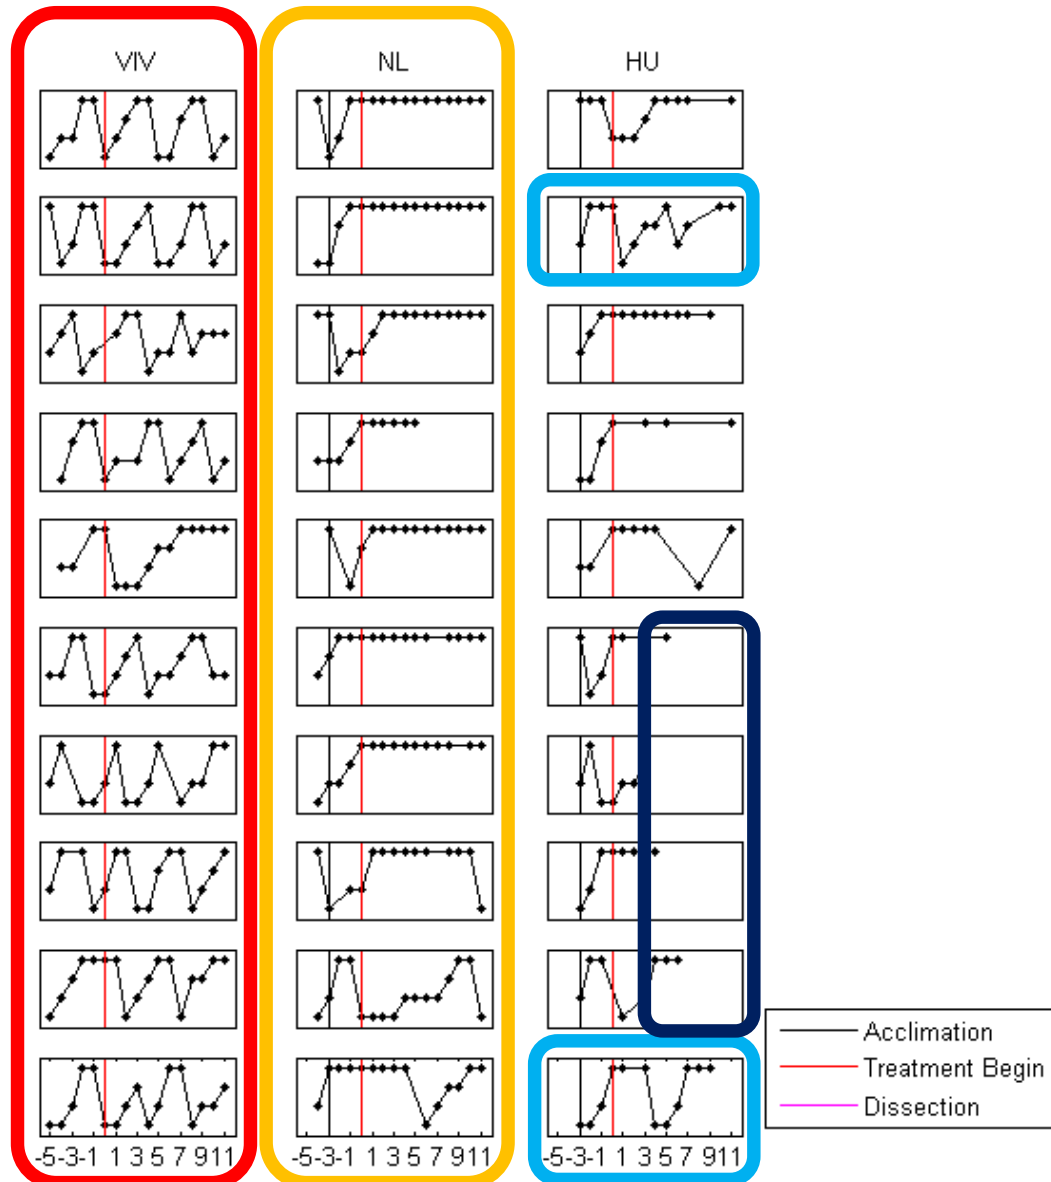 VIV NL HU
-5-3-1 1 3 5 7 911 -5-3-1 1 3 5 7 911 -5-3-1 1 3 5 7 911
Acclimation
Treatment Begin
Dissection